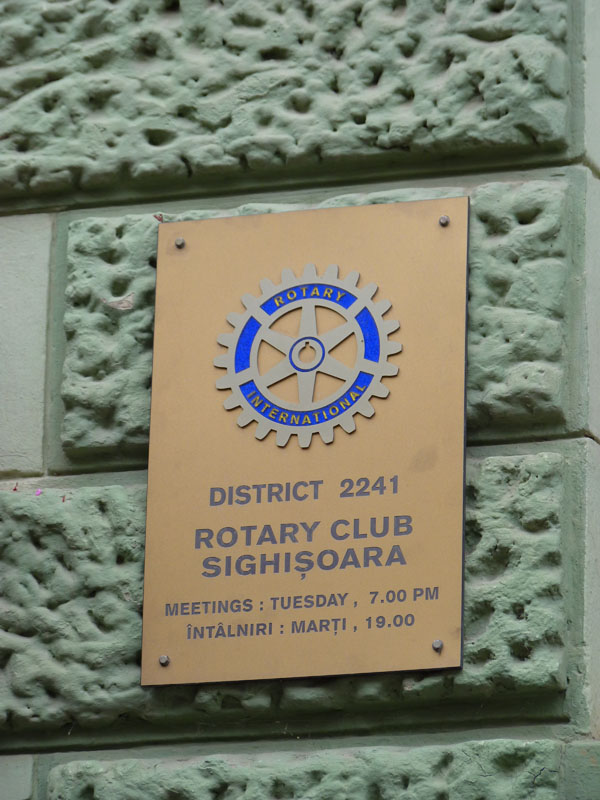 ROTARY
INTERNATIONAL
DISTRICT 2241
ROTARY CLUB
SIGHIȘOARA
MEETINGS : TUESDAY , 7.00 PM
ÎNTÂLNIRI : MARȚI , 19.00